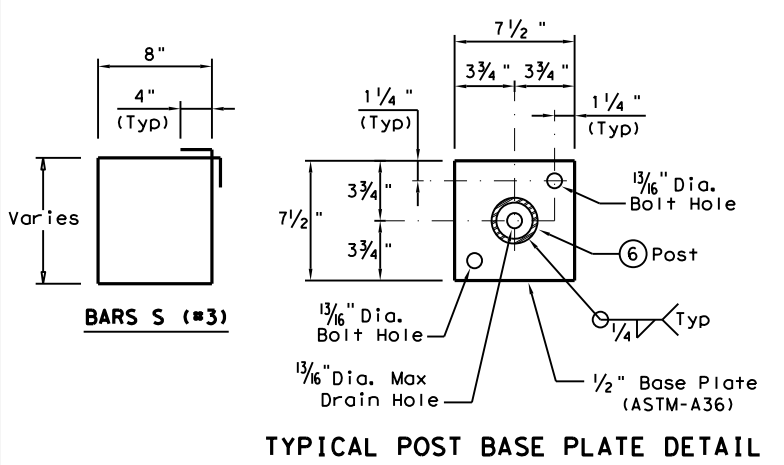 8"
4"
(Typ)
Varies
BARS S (#3)
7 1/2 "
3 3/4 " 3 3/4 "
1 1/4 "
(Typ)
1 1/4 "
(Typ)
3 3/4 "
7 1/2 "
3 3/4 "
13/16" Dia.
Bolt Hole
6 Post
1/4 Typ
13/16" Dia.
Bolt Hole
13/16" Dia. Max
Drain Hole
1/2" Base Plate
(ASTM-A36)
TYPICAL POST BASE PLATE DETAIL